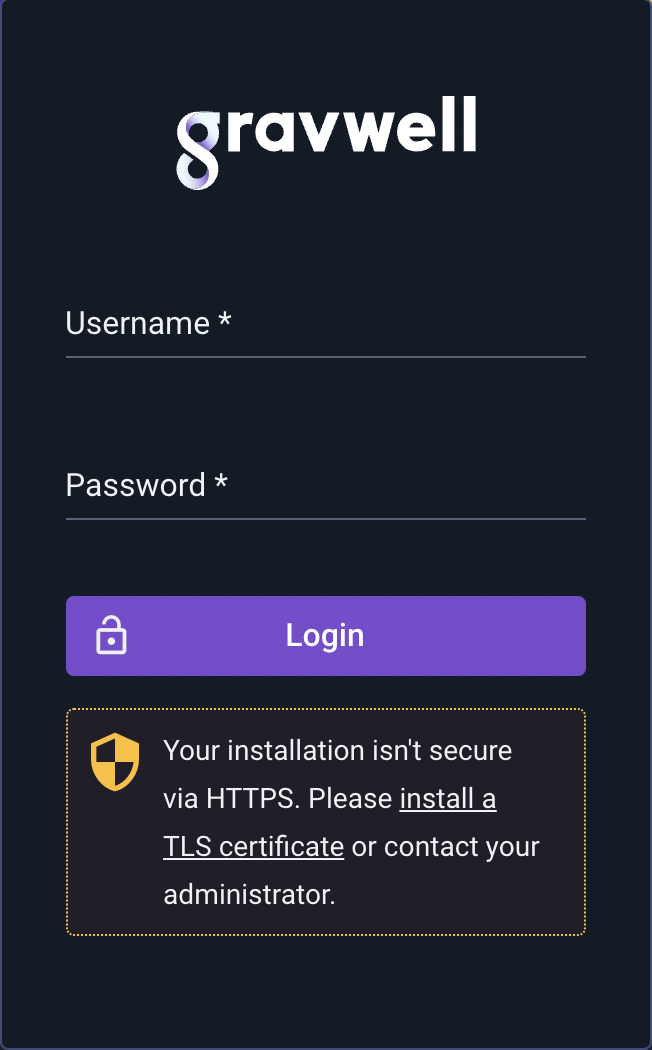 gravwell
Username *
Password *
Login
Your installation isn't secure
via HTTPS. Please install a
TLS certificate or contact your
administrator.